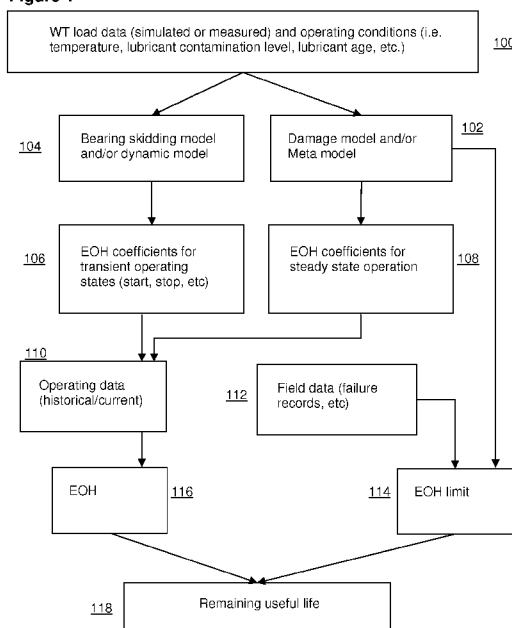 WT load data (simulated or measured) and operating conditions (i.e.
temperature, lubricant contamination level, lubricant age, etc.)
100
104
Bearing skidding model
and/or dynamic model
Damage model and/or
Meta model
102
106
EOH coefficients for
transient operating
states (start, stop, etc)
EOH coefficients for
steady state operation
108
110
Operating data
(historical/current)
112
Field data (failure
records, etc)
EOH
116
114
EOH limit
118
Remaining useful life